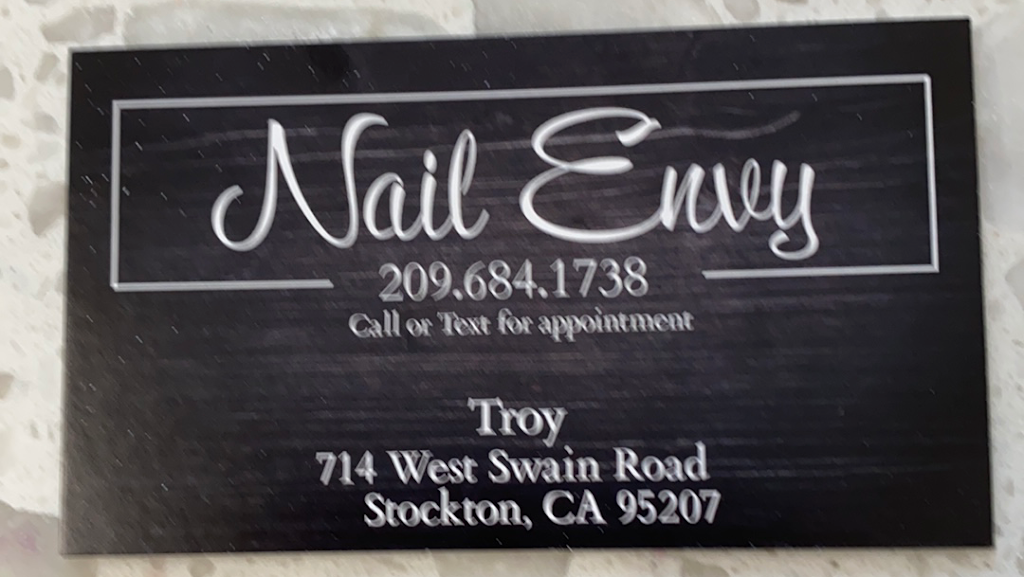 Nail Envy
209.684.1738
Call or Text for appointment
Troy
714 West Swain Road
Stockton, CA 95207